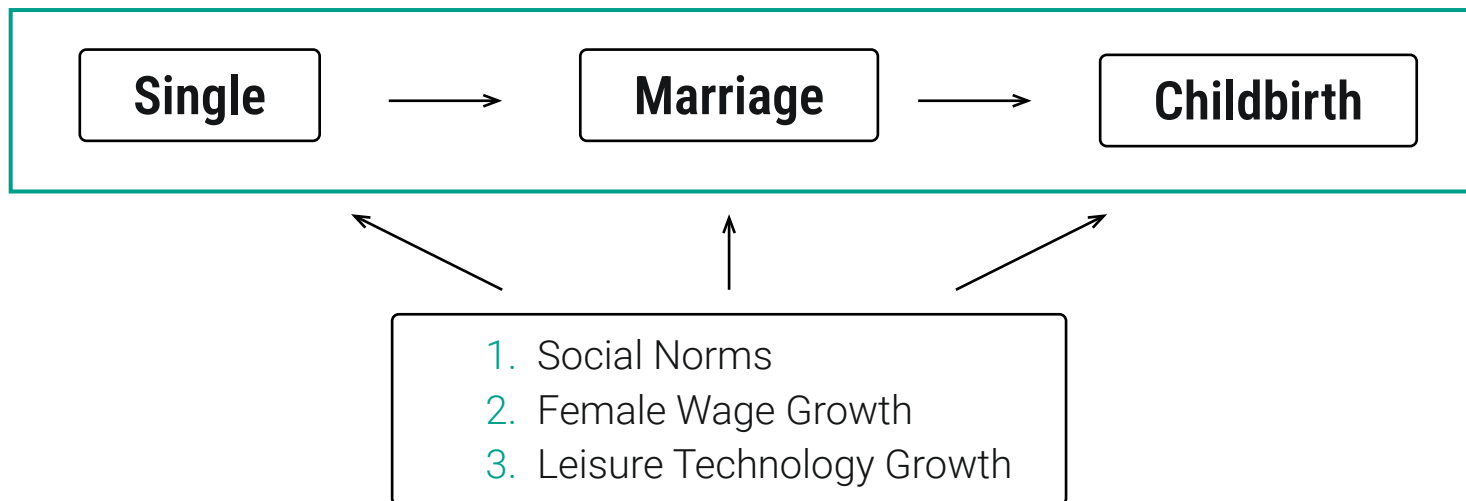 Single
Marriage
Childbirth
1. Social Norms
2. Female Wage Growth
3. Leisure Technology Growth